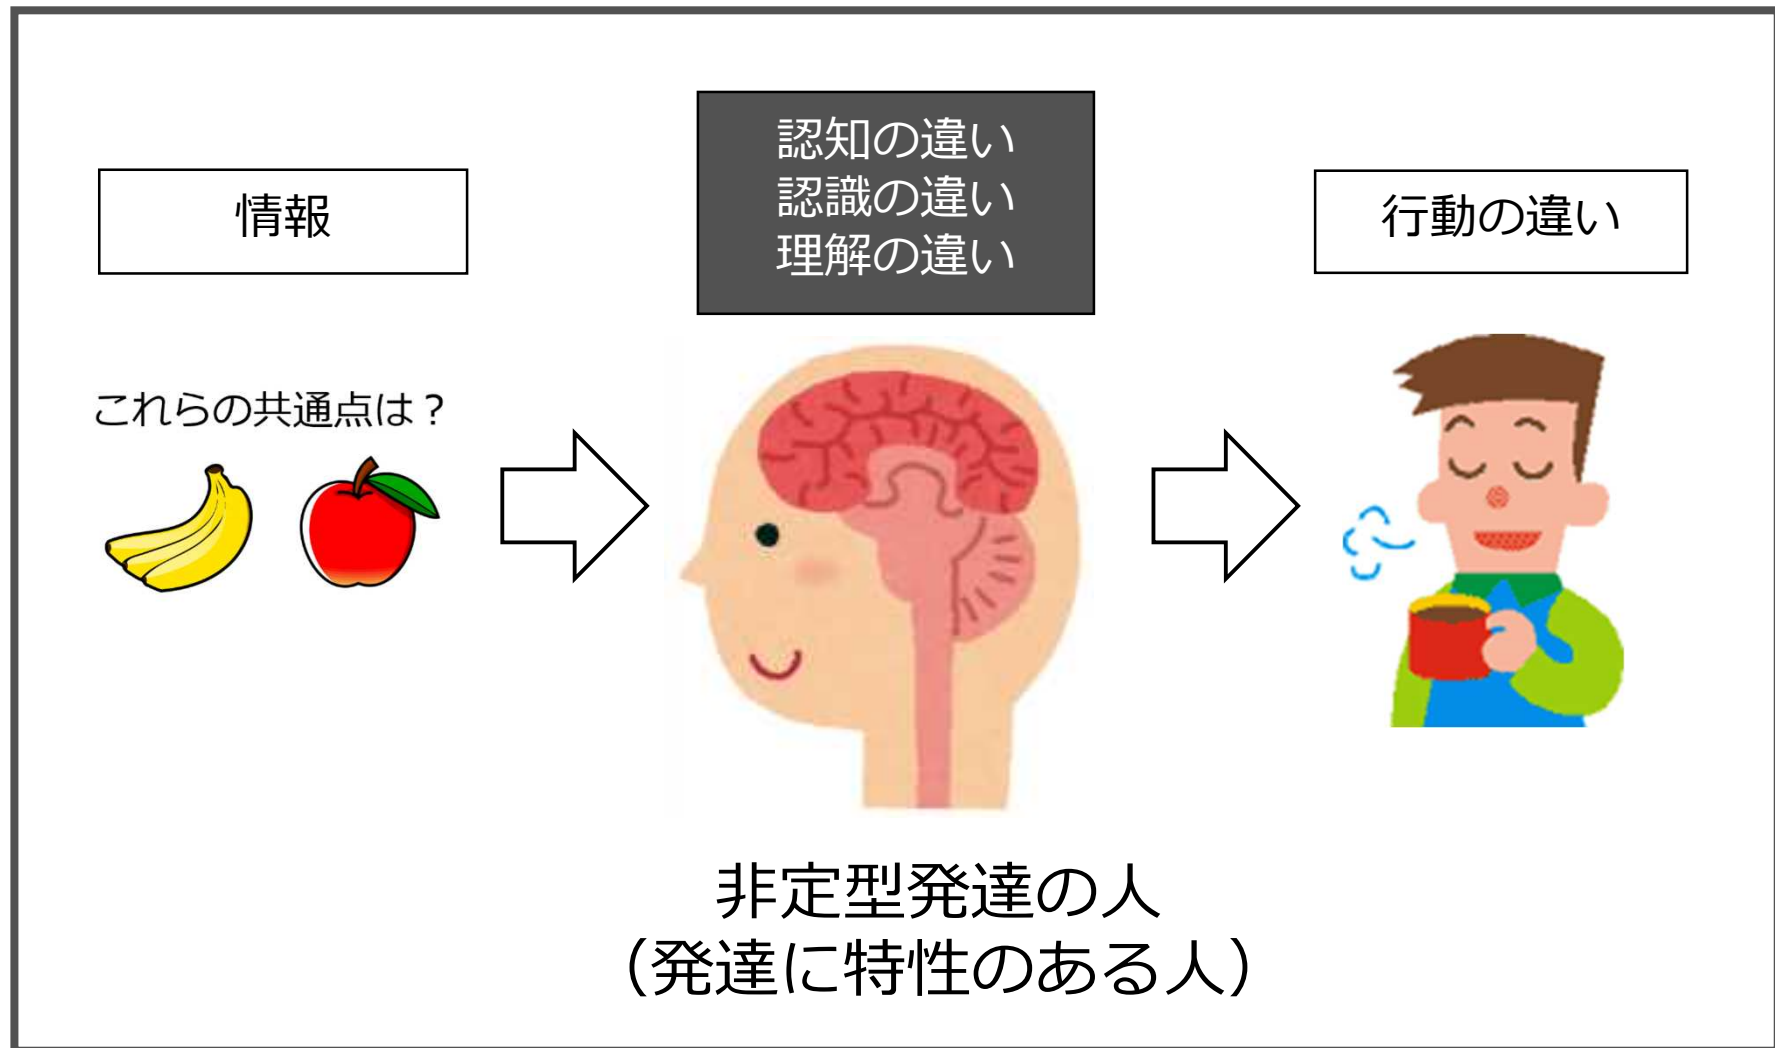 情報
認知の違い
認識の違い
理解の違い
行動の違い
これらの共通点は？
非定型発達の人
（発達に特性のある人）